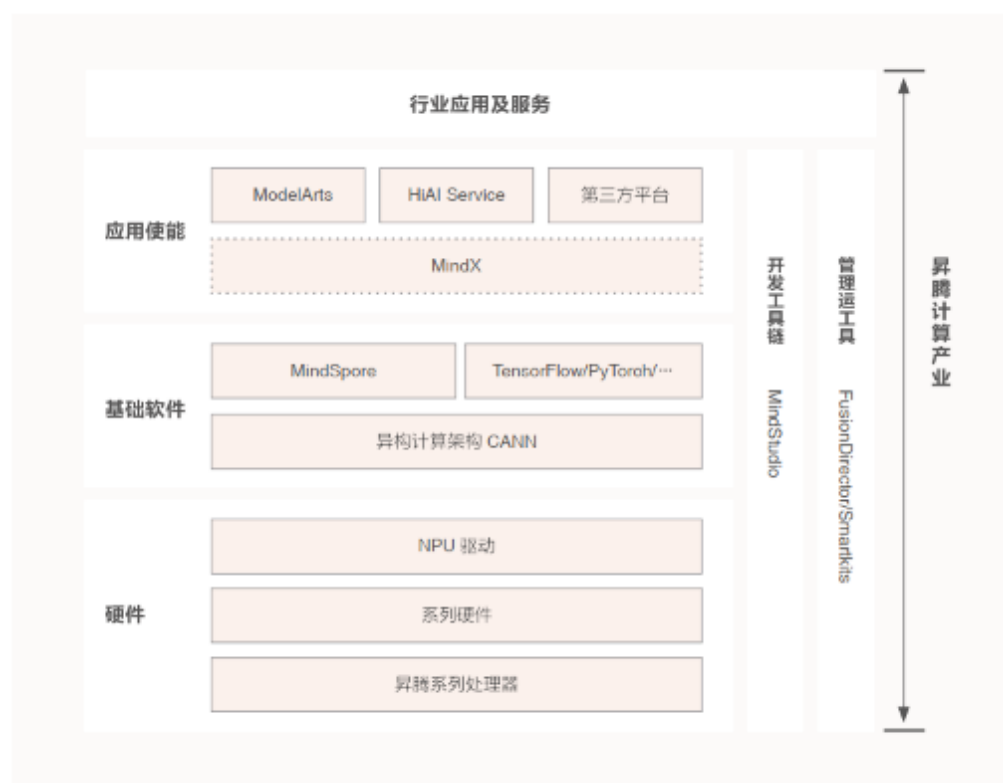 行业应用及服务
应用使能
ModelArts
HiAI Service
第三方平台
MindX
基础软件
MindSpore
TensorFlow/PyTorch/···
异构计算架构 CANN
硬件
NPU 驱动
系列硬件
昇腾系列处理器
开发工具链 MindStudio
管理运工具 FusionDirector/Smartkits
昇腾计算产业